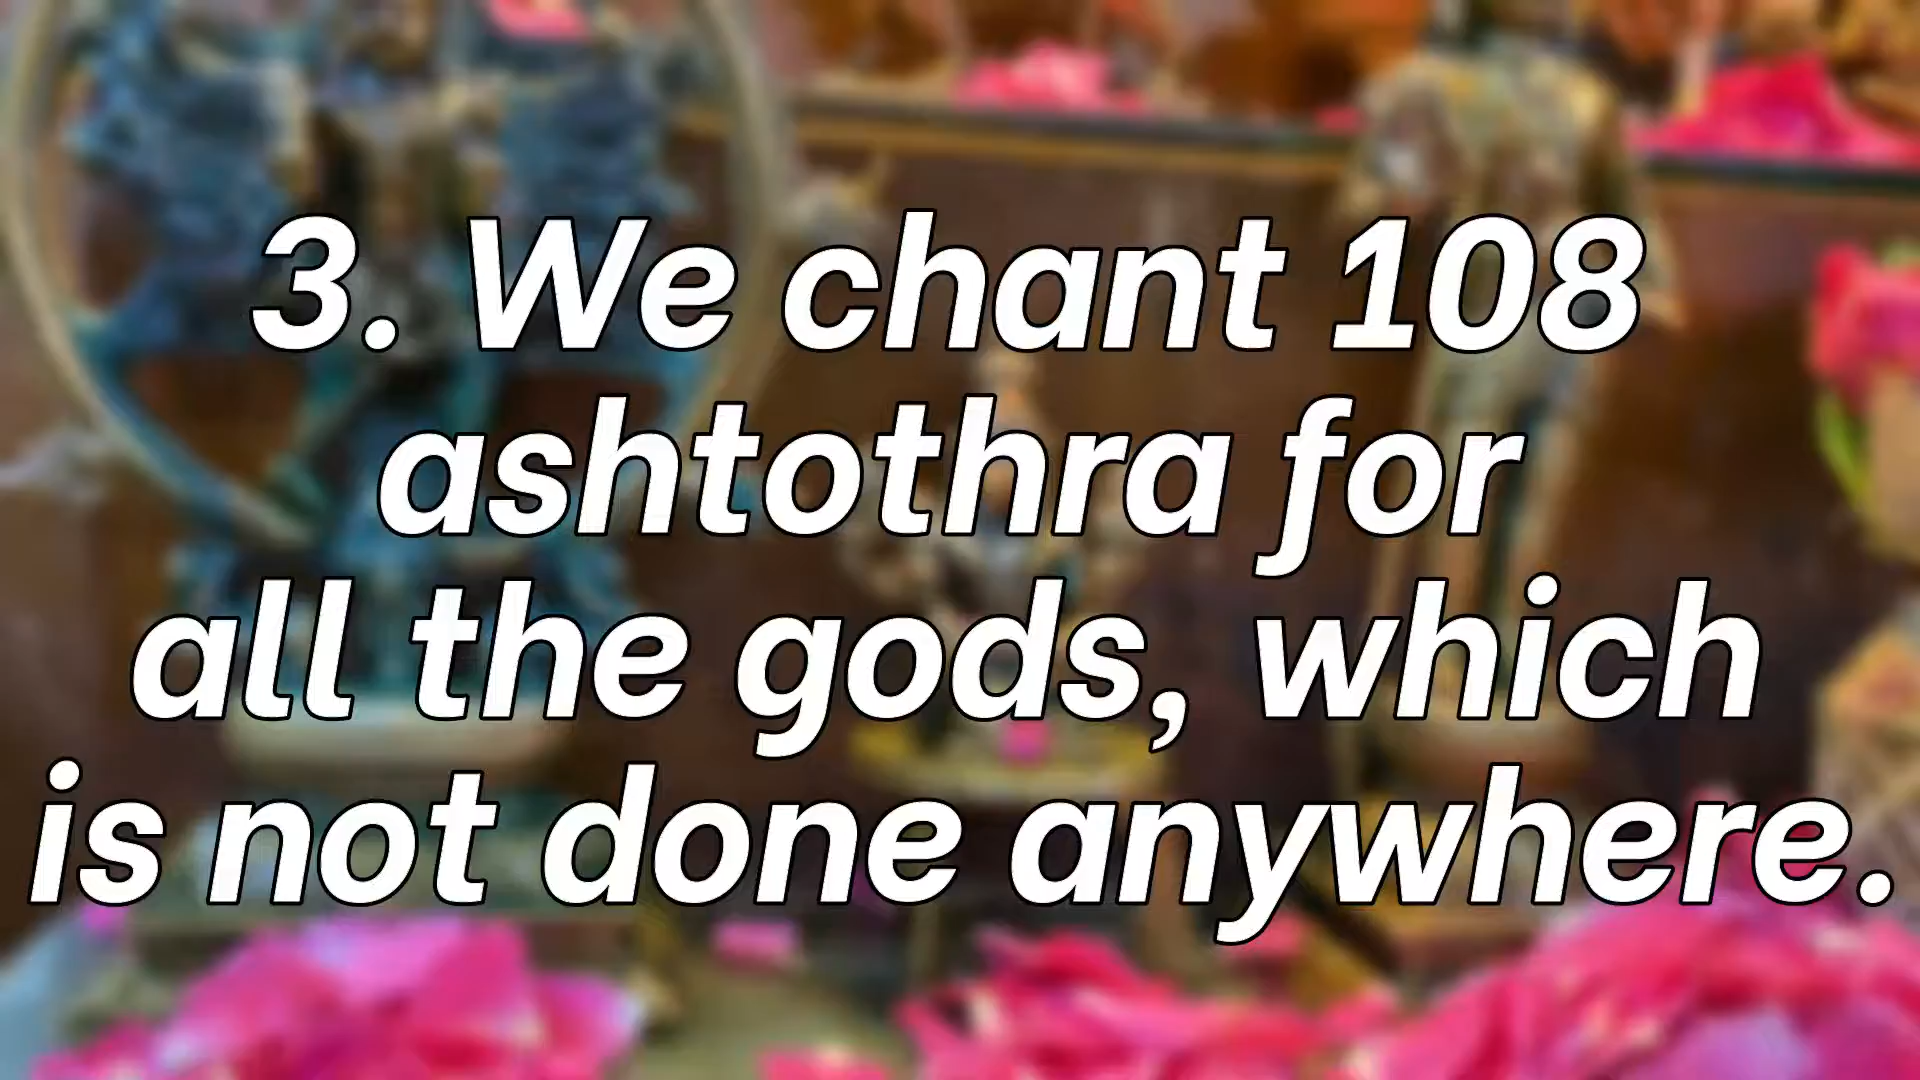 3. We chant 108
ashtothra for
all the gods, which
is not done anywhere.